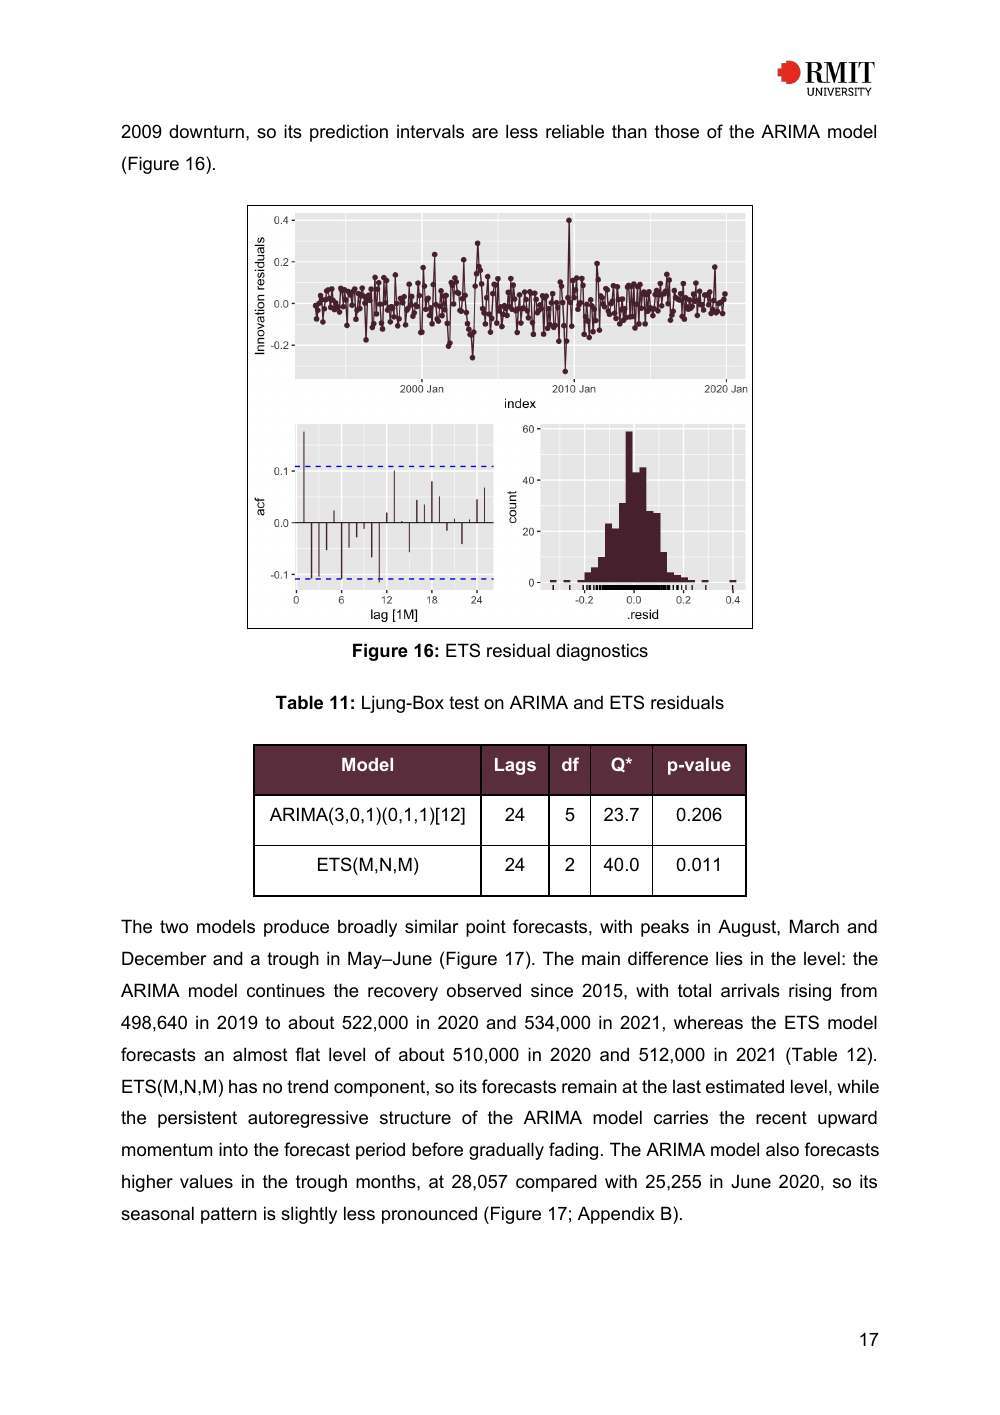 RMIT
UNIVERSITY
2009 downturn, so its prediction intervals are less reliable than those of the ARIMA model
(Figure 16).
0.4
0.2
0.0
-0.2
Innovation residuals
2000 Jan
2010 Jan
2020 Jan
index
0.1
0.0
-0.1
acf
0
6
12
18
24
lag [1M]
60
40
20
0
count
-0.2
0.0
0.2
0.4
.resid
Figure 16: ETS residual diagnostics
Table 11: Ljung-Box test on ARIMA and ETS residuals
Model Lags df Q* p-value
ARIMA(3,0,1)(0,1,1)[12] 24 5 23.7 0.206
ETS(M,N,M) 24 2 40.0 0.011
The two models produce broadly similar point forecasts, with peaks in August, March and
December and a trough in May–June (Figure 17). The main difference lies in the level: the
ARIMA model continues the recovery observed since 2015, with total arrivals rising from
498,640 in 2019 to about 522,000 in 2020 and 534,000 in 2021, whereas the ETS model
forecasts an almost flat level of about 510,000 in 2020 and 512,000 in 2021 (Table 12).
ETS(M,N,M) has no trend component, so its forecasts remain at the last estimated level, while
the persistent autoregressive structure of the ARIMA model carries the recent upward
momentum into the forecast period before gradually fading. The ARIMA model also forecasts
higher values in the trough months, at 28,057 compared with 25,255 in June 2020, so its
seasonal pattern is slightly less pronounced (Figure 17; Appendix B).
17